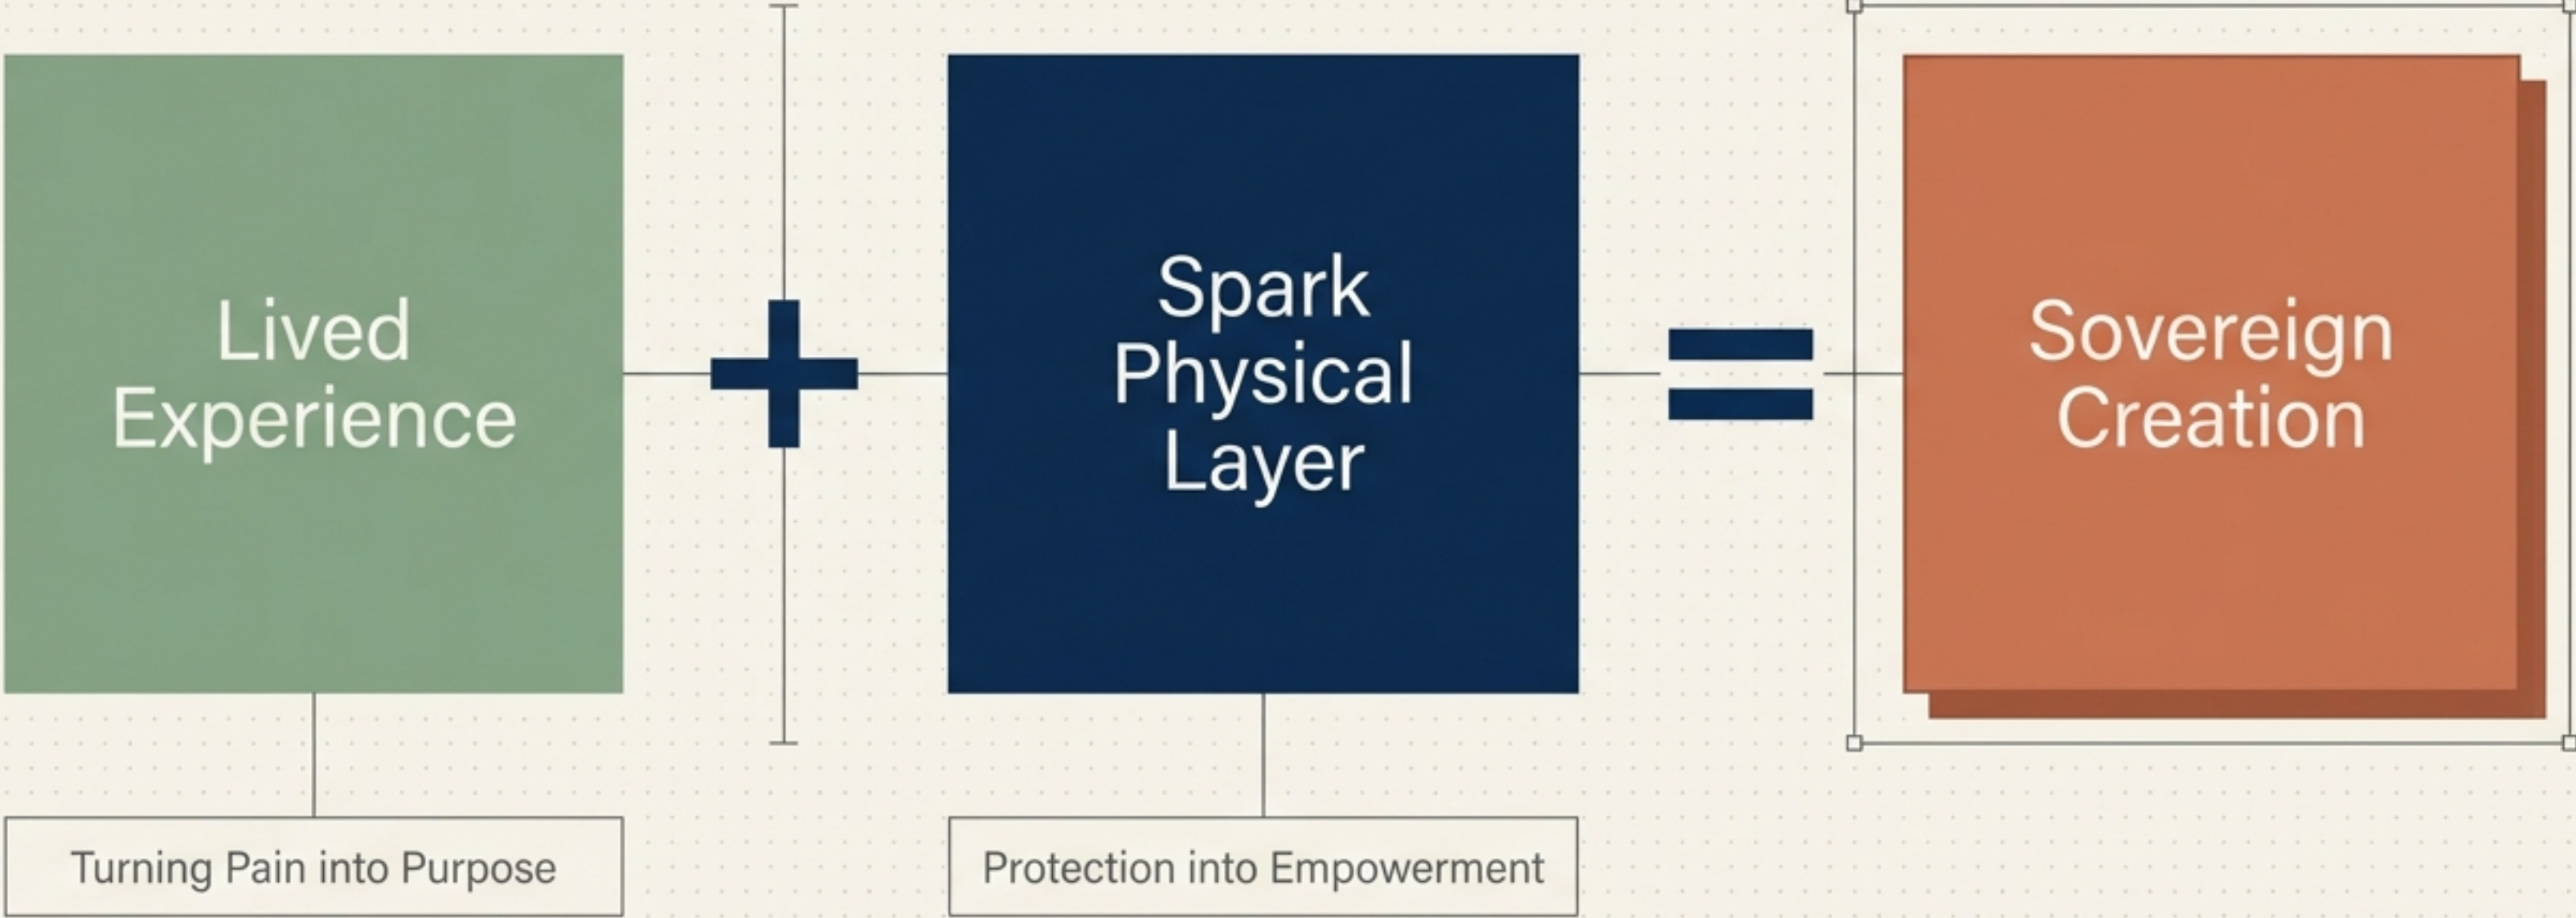 Lived
Experience
+
Spark
Physical
Layer
=
Sovereign
Creation
Turning Pain into Purpose
Protection into Empowerment